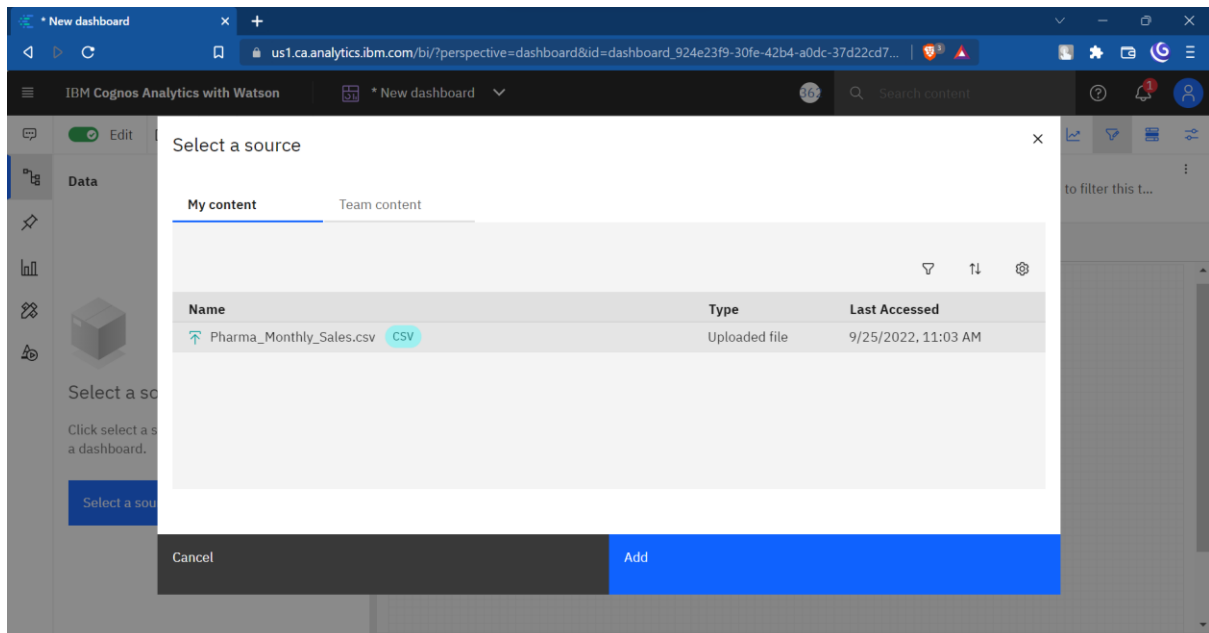 * New dashboard
us1.ca.analytics.ibm.com/bi/?perspective=dashboard&id=dashboard_924e23f9-30fe-42b4-a0dc-37d22cd7...
3
IBM Cognos Analytics with Watson
* New dashboard
Search content
1
Edit
Select a source
Data
to filter this t...
My content
Team content
Name
Type
Last Accessed
Pharma_Monthly_Sales.csv
CSV
Uploaded file
9/25/2022, 11:03 AM
Select a so
Click select a s
a dashboard.
Select a sou
Cancel
Add